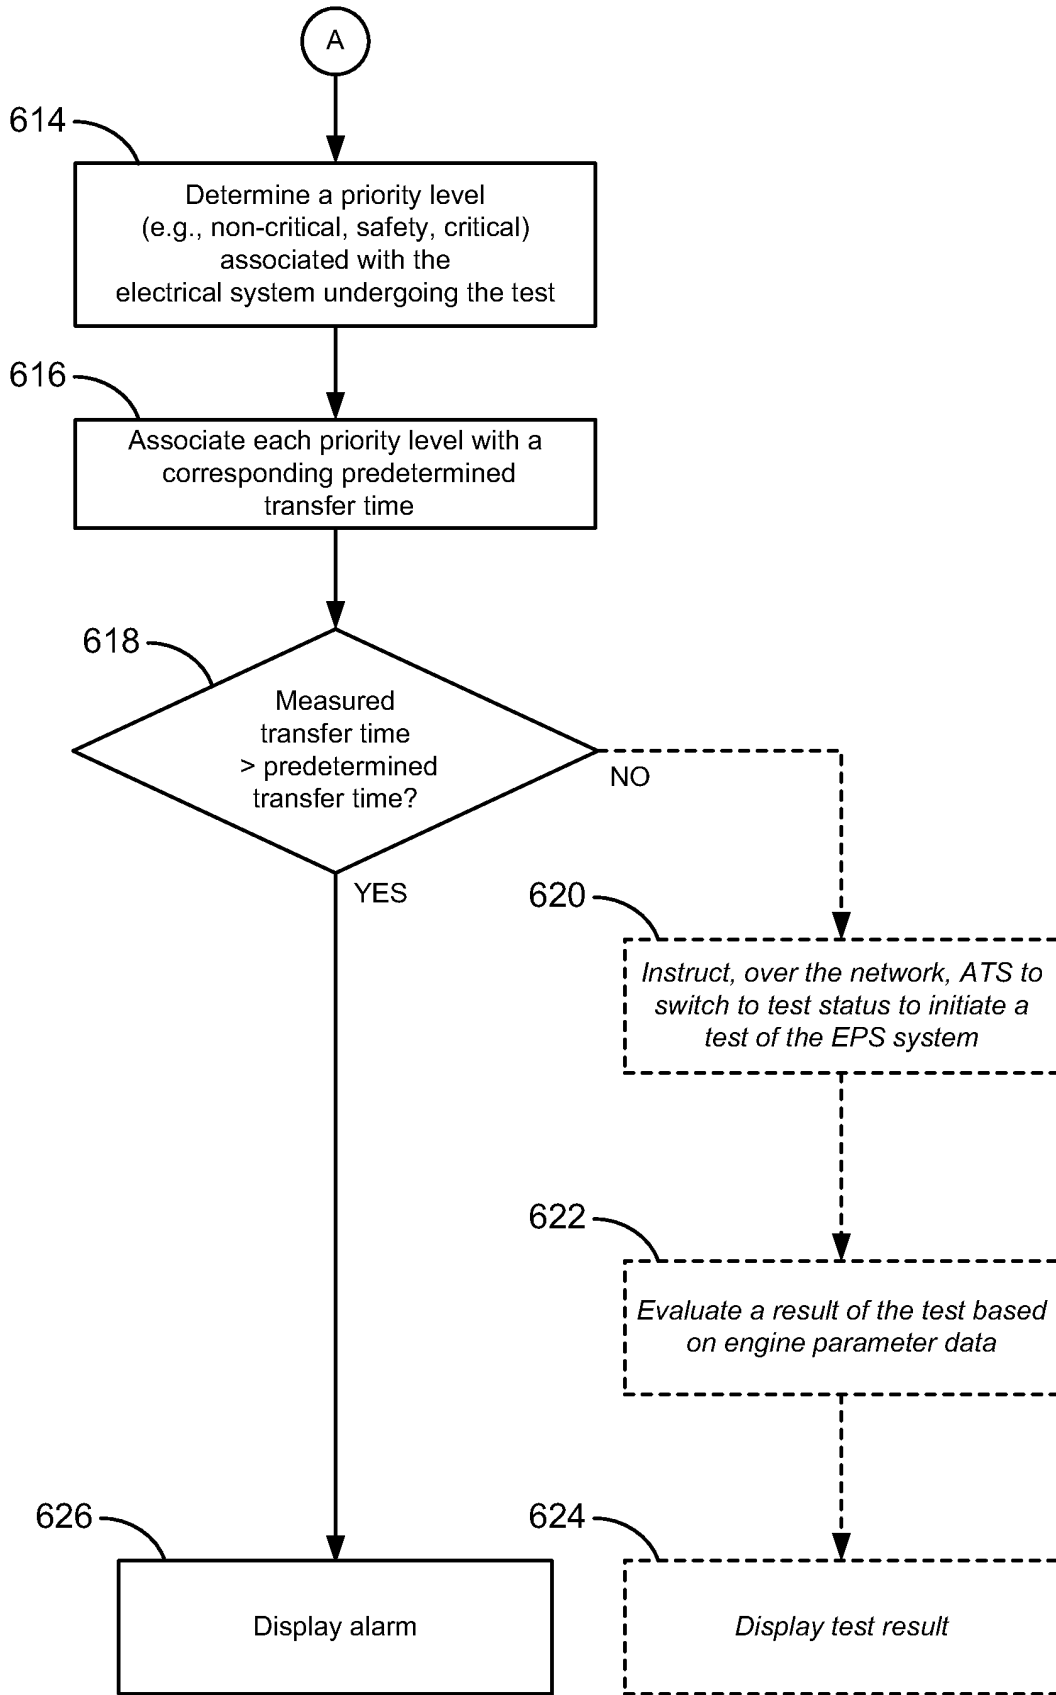 A
614
Determine a priority level
(e.g., non-critical, safety, critical)
associated with the
electrical system undergoing the test
616
Associate each priority level with a
corresponding predetermined
transfer time
618
Measured
transfer time
> predetermined
transfer time?
NO
YES
620
Instruct, over the network, ATS to
switch to test status to initiate a
test of the EPS system
622
Evaluate a result of the test based
on engine parameter data
626
Display alarm
624
Display test result